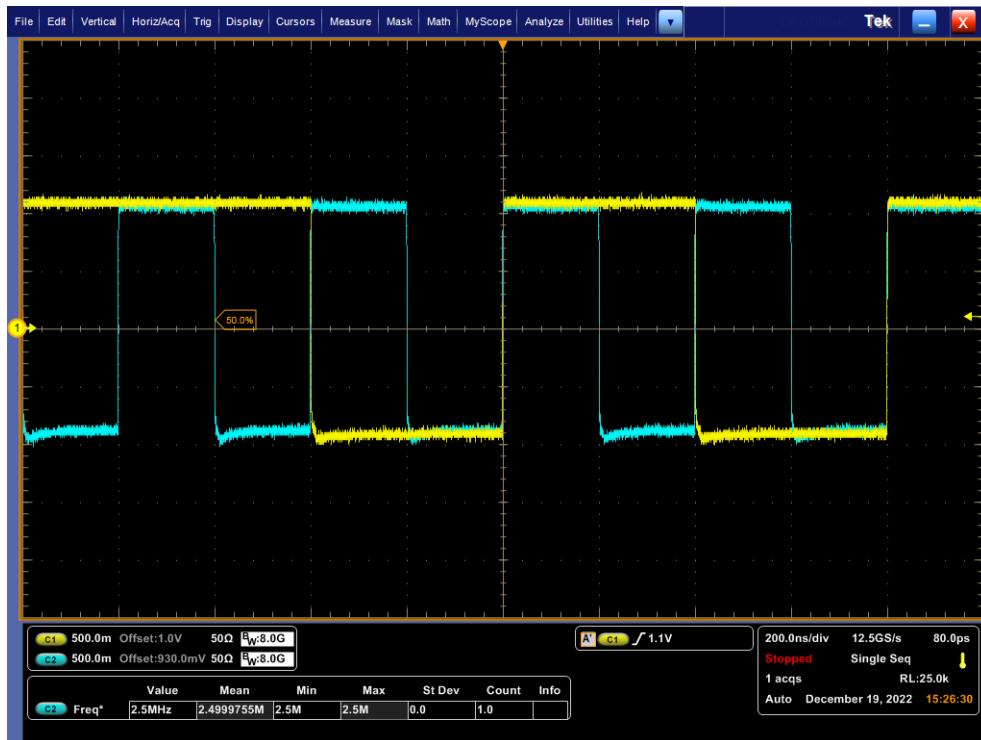 File Edit Vertical Horiz/Acq Trig Display Cursors Measure Mask Math MyScope Analyze Utilities Help Tek X
50.0%
1
C1 500.0m Offset:1.0V 50Ω BW:8.0G
C2 500.0m Offset:930.0mV 50Ω BW:8.0G
A' C1 1.1V
200.0ns/div 12.5GS/s 80.0ps
Stopped Single Seq
1 acqs RL:25.0k
Auto December 19, 2022 15:26:30
Value Mean Min Max St Dev Count Info
C2 Freq* 2.5MHz 2.4999755M 2.5M 2.5M 0.0 1.0